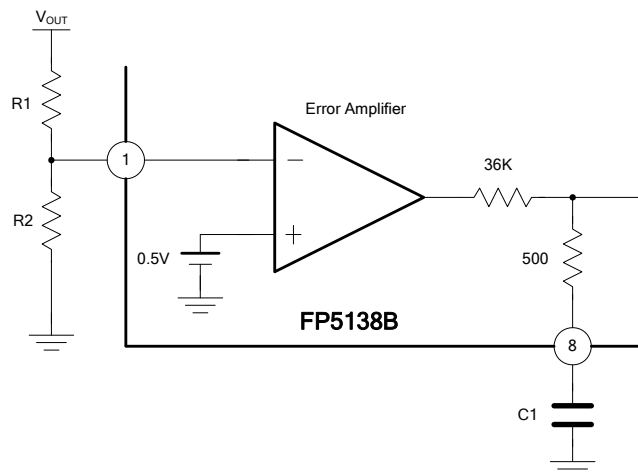 VOUT
R1
Error Amplifier
1
36K
R2
0.5V
500
FP5138B
8
C1